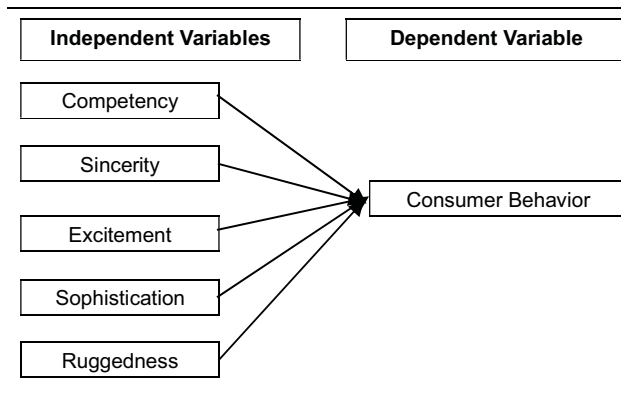 Independent Variables
Dependent Variable
Competency
Sincerity
Consumer Behavior
Excitement
Sophistication
Ruggedness